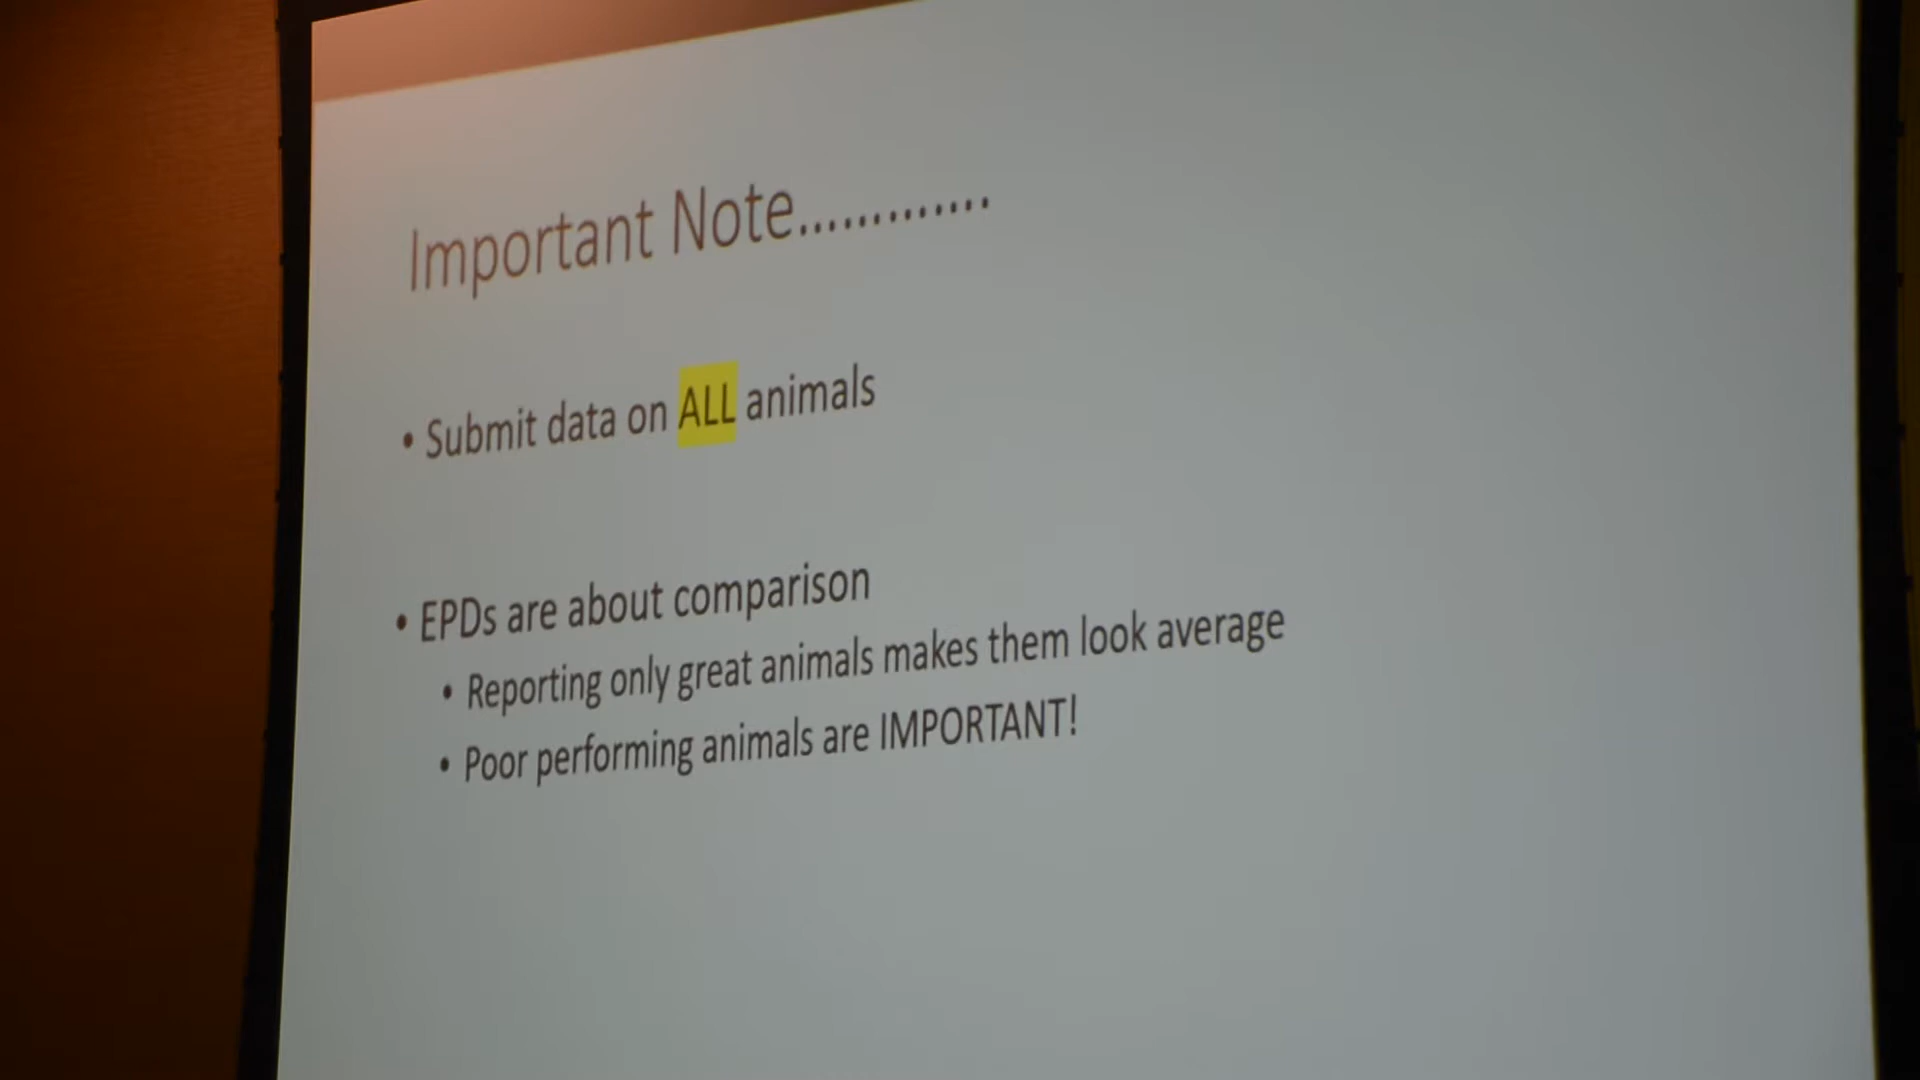 Important Note.............
• Submit data on ALL animals
• EPDs are about comparison
• Reporting only great animals makes them look average
• Poor performing animals are IMPORTANT!